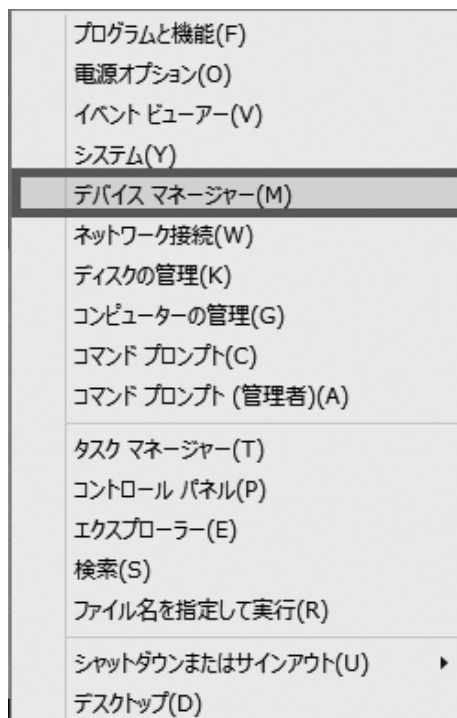 プログラムと機能(F)
電源オプション(O)
イベント ビューアー(V)
システム(Y)
デバイス マネージャー(M)
ネットワーク接続(W)
ディスクの管理(K)
コンピューターの管理(G)
コマンド プロンプト(C)
コマンド プロンプト (管理者)(A)
タスク マネージャー(T)
コントロール パネル(P)
エクスプローラー(E)
検索(S)
ファイル名を指定して実行(R)
シャットダウンまたはサインアウト(U)
デスクトップ(D)